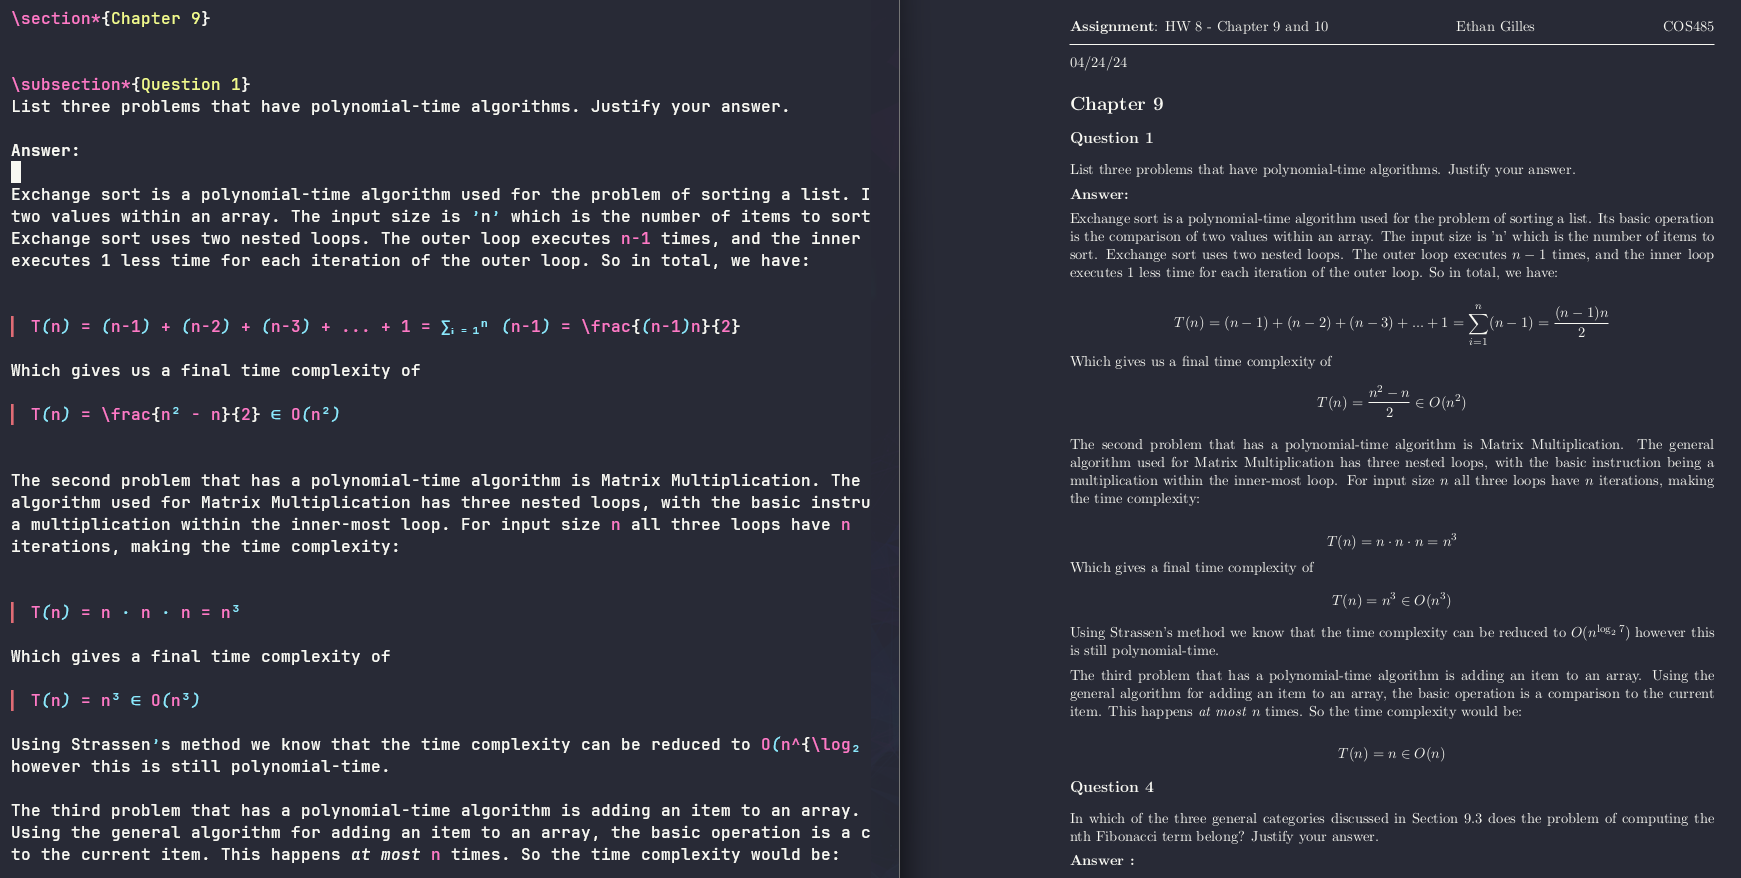 \section*{Chapter 9}
\subsection*{Question 1}
List three problems that have polynomial-time algorithms. Justify your answer.
Answer:
Exchange sort is a polynomial-time algorithm used for the problem of sorting a list. I
two values within an array. The input size is ’n’ which is the number of items to sort
Exchange sort uses two nested loops. The outer loop executes n-1 times, and the inner
executes 1 less time for each iteration of the outer loop. So in total, we have:
T(n) = (n-1) + (n-2) + (n-3) + ... + 1 = ∑ᵢ ₌ ₁ⁿ (n-1) = \frac{(n-1)n}{2}
Which gives us a final time complexity of
T(n) = \frac{n² - n}{2} ∈ O(n²)
The second problem that has a polynomial-time algorithm is Matrix Multiplication. The
algorithm used for Matrix Multiplication has three nested loops, with the basic instru
a multiplication within the inner-most loop. For input size n all three loops have n
iterations, making the time complexity:
T(n) = n · n · n = n³
Which gives a final time complexity of
T(n) = n³ ∈ O(n³)
Using Strassen’s method we know that the time complexity can be reduced to O(n^{\log₂
however this is still polynomial-time.
The third problem that has a polynomial-time algorithm is adding an item to an array.
Using the general algorithm for adding an item to an array, the basic operation is a c
to the current item. This happens at most n times. So the time complexity would be:
Assignment: HW 8 - Chapter 9 and 10 Ethan Gilles COS485
04/24/24
Chapter 9
Question 1
List three problems that have polynomial-time algorithms. Justify your answer.
Answer:
Exchange sort is a polynomial-time algorithm used for the problem of sorting a list. Its basic operation
is the comparison of two values within an array. The input size is ’n’ which is the number of items to
sort. Exchange sort uses two nested loops. The outer loop executes n − 1 times, and the inner loop
executes 1 less time for each iteration of the outer loop. So in total, we have:
T(n) = (n − 1) + (n − 2) + (n − 3) + ... + 1 = ∑_{i=1}^{n} (n − 1) = \frac{(n − 1)n}{2}
Which gives us a final time complexity of
T(n) = \frac{n² − n}{2} ∈ O(n²)
The second problem that has a polynomial-time algorithm is Matrix Multiplication. The general
algorithm used for Matrix Multiplication has three nested loops, with the basic instruction being a
multiplication within the inner-most loop. For input size n all three loops have n iterations, making
the time complexity:
T(n) = n · n · n = n³
Which gives a final time complexity of
T(n) = n³ ∈ O(n³)
Using Strassen’s method we know that the time complexity can be reduced to O(n^{log₂ 7}) however this
is still polynomial-time.
The third problem that has a polynomial-time algorithm is adding an item to an array. Using the
general algorithm for adding an item to an array, the basic operation is a comparison to the current
item. This happens at most n times. So the time complexity would be:
T(n) = n ∈ O(n)
Question 4
In which of the three general categories discussed in Section 9.3 does the problem of computing the
nth Fibonacci term belong? Justify your answer.
Answer :